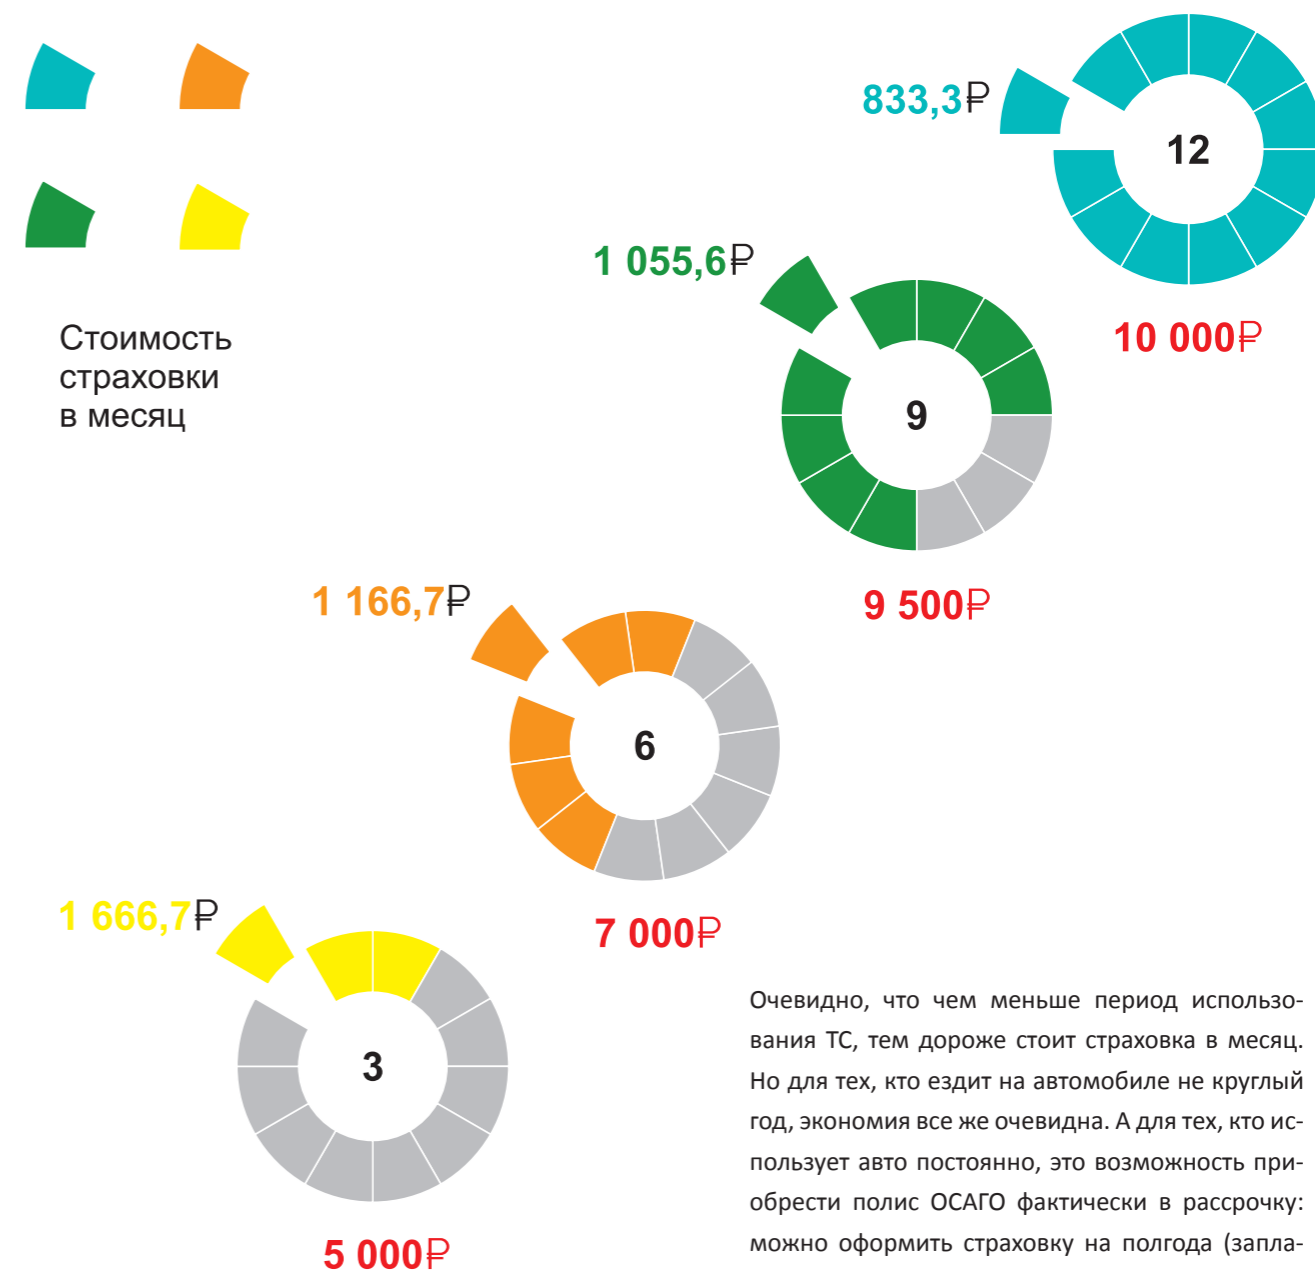 833,3₽
12
10 000₽
1 055,6₽
9
9 500₽
Стоимость
страховки
в месяц
1 166,7₽
6
7 000₽
1 666,7₽
3
5 000₽
Очевидно, что чем меньше период использо-
вания ТС, тем дороже стоит страховка в месяц.
Но для тех, кто ездит на автомобиле не круглый
год, экономия все же очевидна. А для тех, кто ис-
пользует авто постоянно, это возможность при-
обрести полис ОСАГО фактически в рассрочку:
можно оформить страховку на полгода (запла-